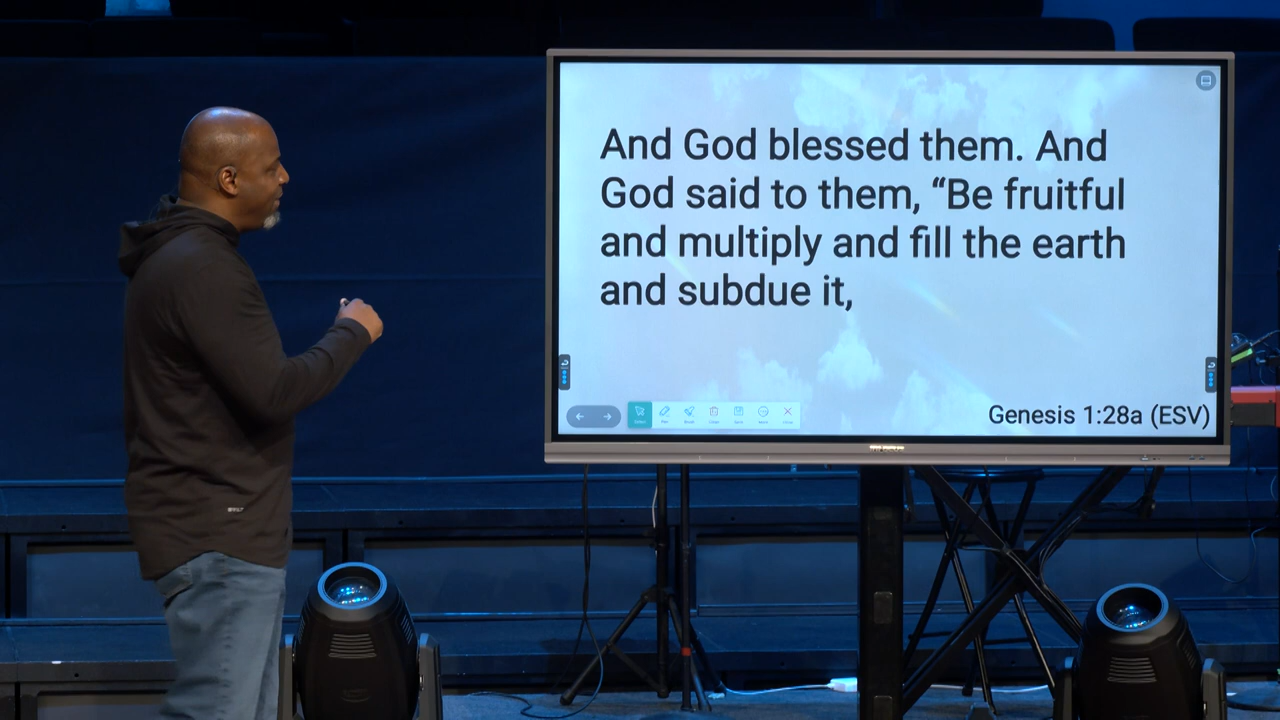 And God blessed them. And
God said to them, “Be fruitful
and multiply and fill the earth
and subdue it,
Genesis 1:28a (ESV)